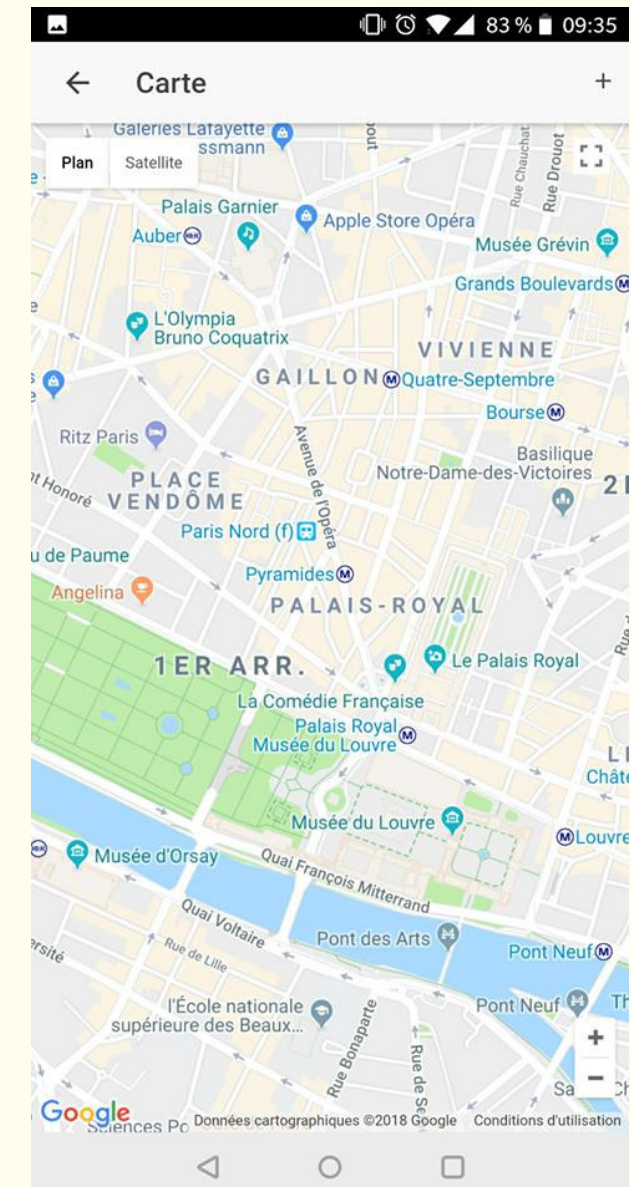 83 % 09:35
Carte
+
Galeries Lafayette
ssmann
Plan Satellite
Rue Chauchat
Rue Drouot
Palais Garnier
Auber
Apple Store Opéra
Musée Grévin
Grands Boulevards
L'Olympia
Bruno Coquatrix
VIVIENNE
GAILLON
Quatre-Septembre
Bourse
Ritz Paris
Avenue de l'Opéra
Basilique
Notre-Dame-des-Victoires
nt Honoré
PLACE
VENDÔME
Paris Nord (f)
u de Paume
Pyramides
Angelina
PALAIS-ROYAL
1ER ARR.
Le Palais Royal
La Comédie Française
Palais Royal
Musée du Louvre
Musée du Louvre
Louvre
Musée d'Orsay
Quai François Mitterrand
Quai Voltaire
Pont des Arts
Pont Neuf
Rue de Lille
ersité
l'École nationale
supérieure des Beaux...
Pont Neuf
Rue Bonaparte
Rue de Se
+
−
Google
Sciences Po
Données cartographiques ©2018 Google Conditions d'utilisation